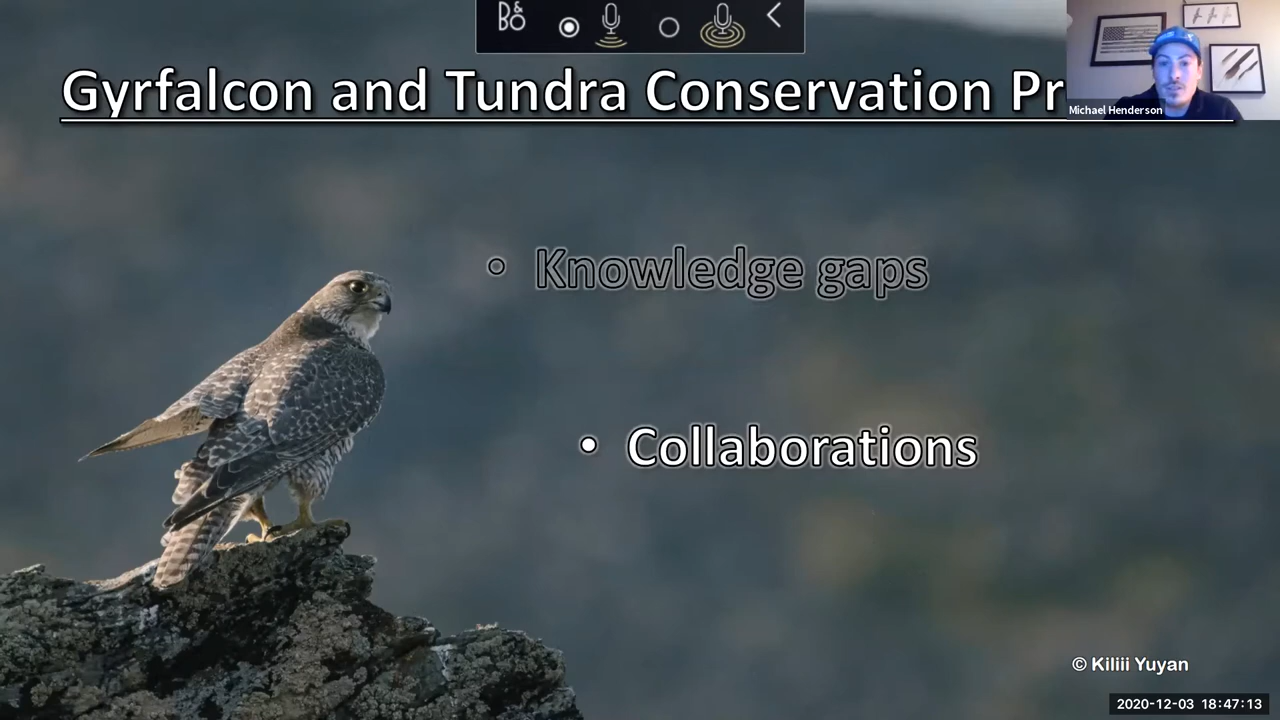 B&O
Gyrfalcon and Tundra Conservation Pr
Michael Henderson
• Knowledge gaps
• Collaborations
© Kiliii Yuyan
2020-12-03 18:47:13